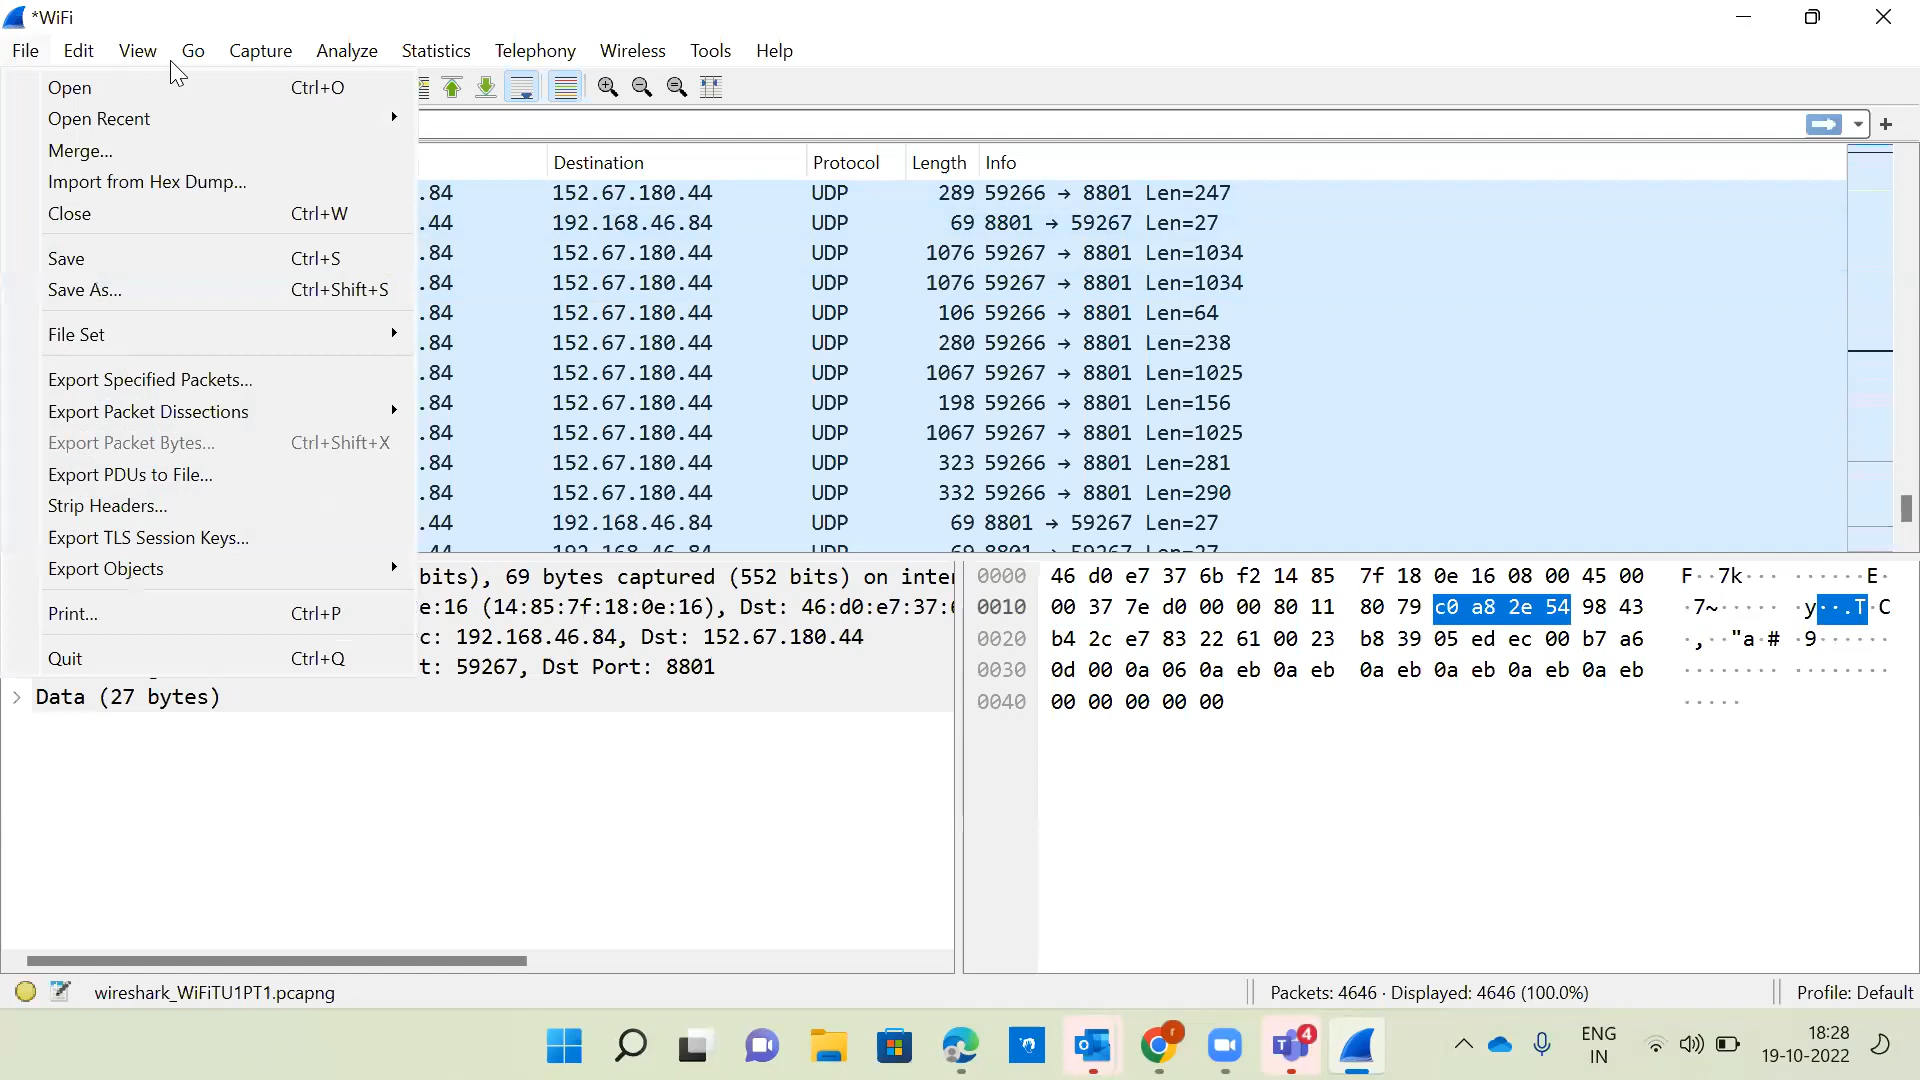 *WiFi
File Edit View Go Capture Analyze Statistics Telephony Wireless Tools Help
Open Ctrl+O
Open Recent
Merge...
Import from Hex Dump...
Close Ctrl+W
Save Ctrl+S
Save As... Ctrl+Shift+S
File Set
Export Specified Packets...
Export Packet Dissections
Export Packet Bytes... Ctrl+Shift+X
Export PDUs to File...
Strip Headers...
Export TLS Session Keys...
Export Objects
Print... Ctrl+P
Quit Ctrl+Q
Destination Protocol Length Info
.84 152.67.180.44 UDP 289 59266 → 8801 Len=247
.44 192.168.46.84 UDP 69 8801 → 59267 Len=27
.84 152.67.180.44 UDP 1076 59267 → 8801 Len=1034
.84 152.67.180.44 UDP 1076 59267 → 8801 Len=1034
.84 152.67.180.44 UDP 106 59266 → 8801 Len=64
.84 152.67.180.44 UDP 280 59266 → 8801 Len=238
.84 152.67.180.44 UDP 1067 59267 → 8801 Len=1025
.84 152.67.180.44 UDP 198 59266 → 8801 Len=156
.84 152.67.180.44 UDP 1067 59267 → 8801 Len=1025
.84 152.67.180.44 UDP 323 59266 → 8801 Len=281
.84 152.67.180.44 UDP 332 59266 → 8801 Len=290
.44 192.168.46.84 UDP 69 8801 → 59267 Len=27
.44 192.168.46.84 UDP 69 8801 → 59267 Len=27
bits), 69 bytes captured (552 bits) on inte
e:16 (14:85:7f:18:0e:16), Dst: 46:d0:e7:37:6
c: 192.168.46.84, Dst: 152.67.180.44
t: 59267, Dst Port: 8801
Data (27 bytes)
0000 46 d0 e7 37 6b f2 14 85 7f 18 0e 16 08 00 45 00 F··7k··· ······E·
0010 00 37 7e d0 00 00 80 11 80 79 c0 a8 2e 54 98 43 ·7~····· ·y··.T·C
0020 b4 2c e7 83 22 61 00 23 b8 39 05 ed ec 00 b7 a6 ·,··"a·# ·9······
0030 0d 00 0a 06 0a eb 0a eb 0a eb 0a eb 0a eb 0a eb ········ ········
0040 00 00 00 00 00 ·····
wireshark_WiFiTU1PT1.pcapng
Packets: 4646 · Displayed: 4646 (100.0%)
Profile: Default
4
ENG
IN
18:28
19-10-2022